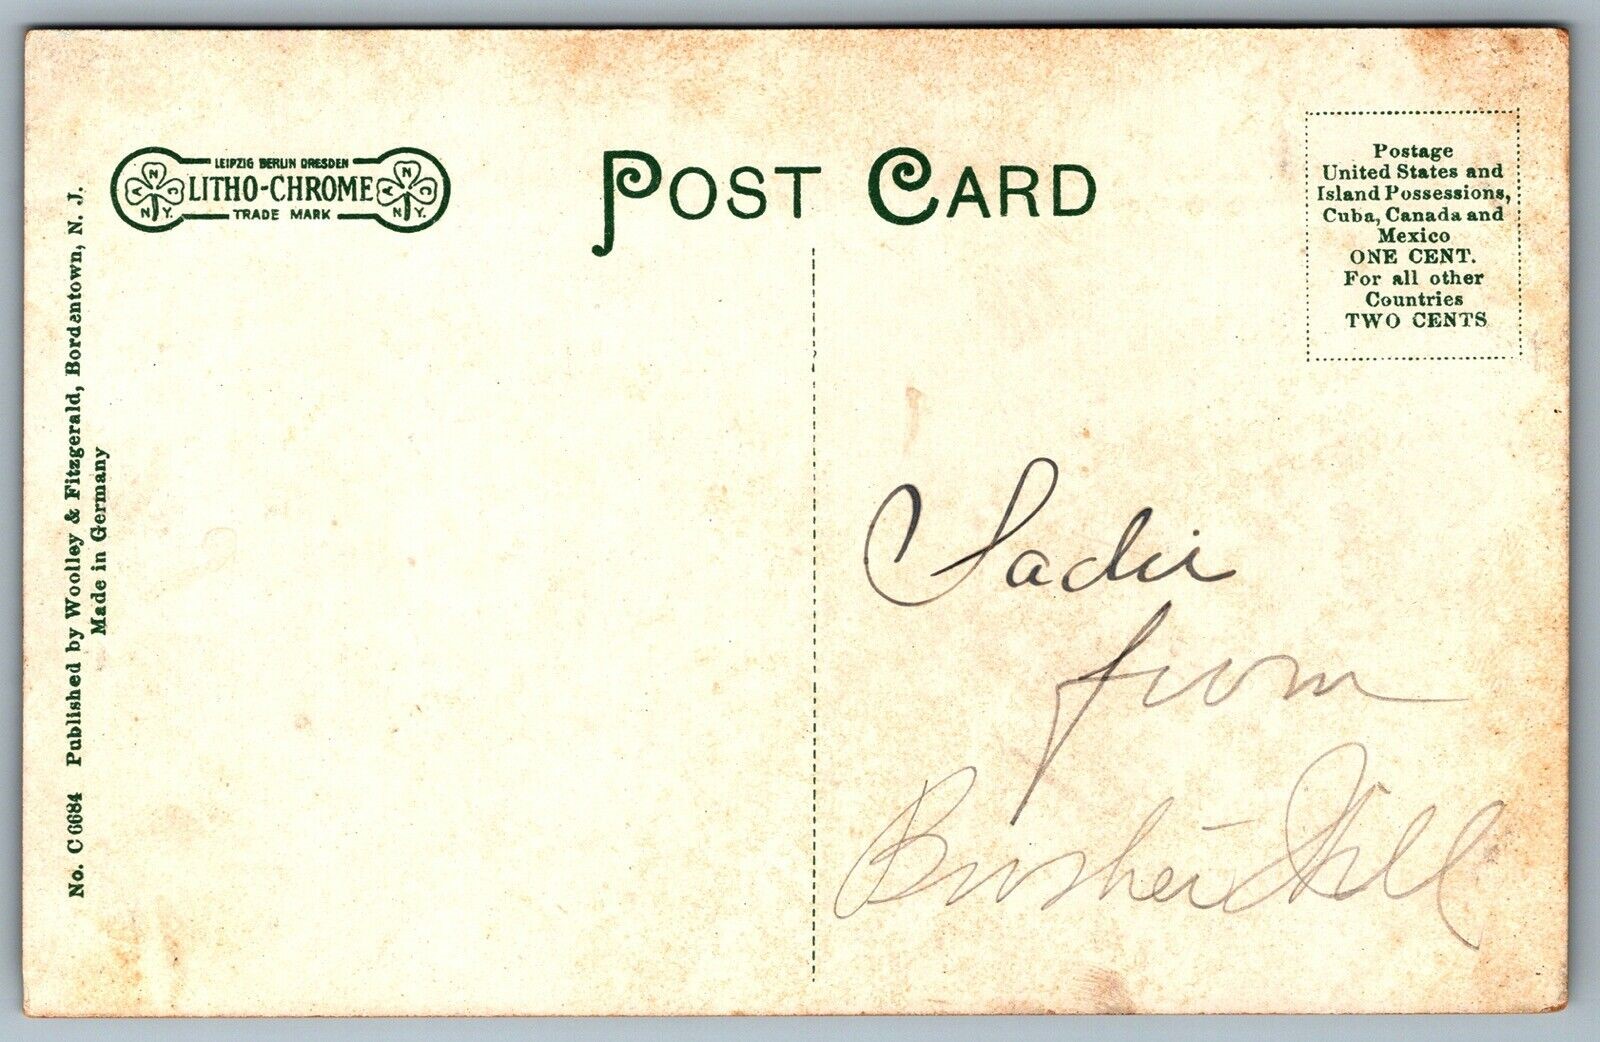 LEIPZIG BERLIN DRESDEN
LITHO-CHROME
TRADE MARK
A N C N.Y.
A N C N.Y.
POST CARD
Postage
United States and
Island Possessions,
Cuba, Canada and
Mexico
ONE CENT.
For all other
Countries
TWO CENTS
No. C 6684 Published by Woolley & Fitzgerald, Bordentown, N. J.
Made in Germany
Sadie
from
Hill